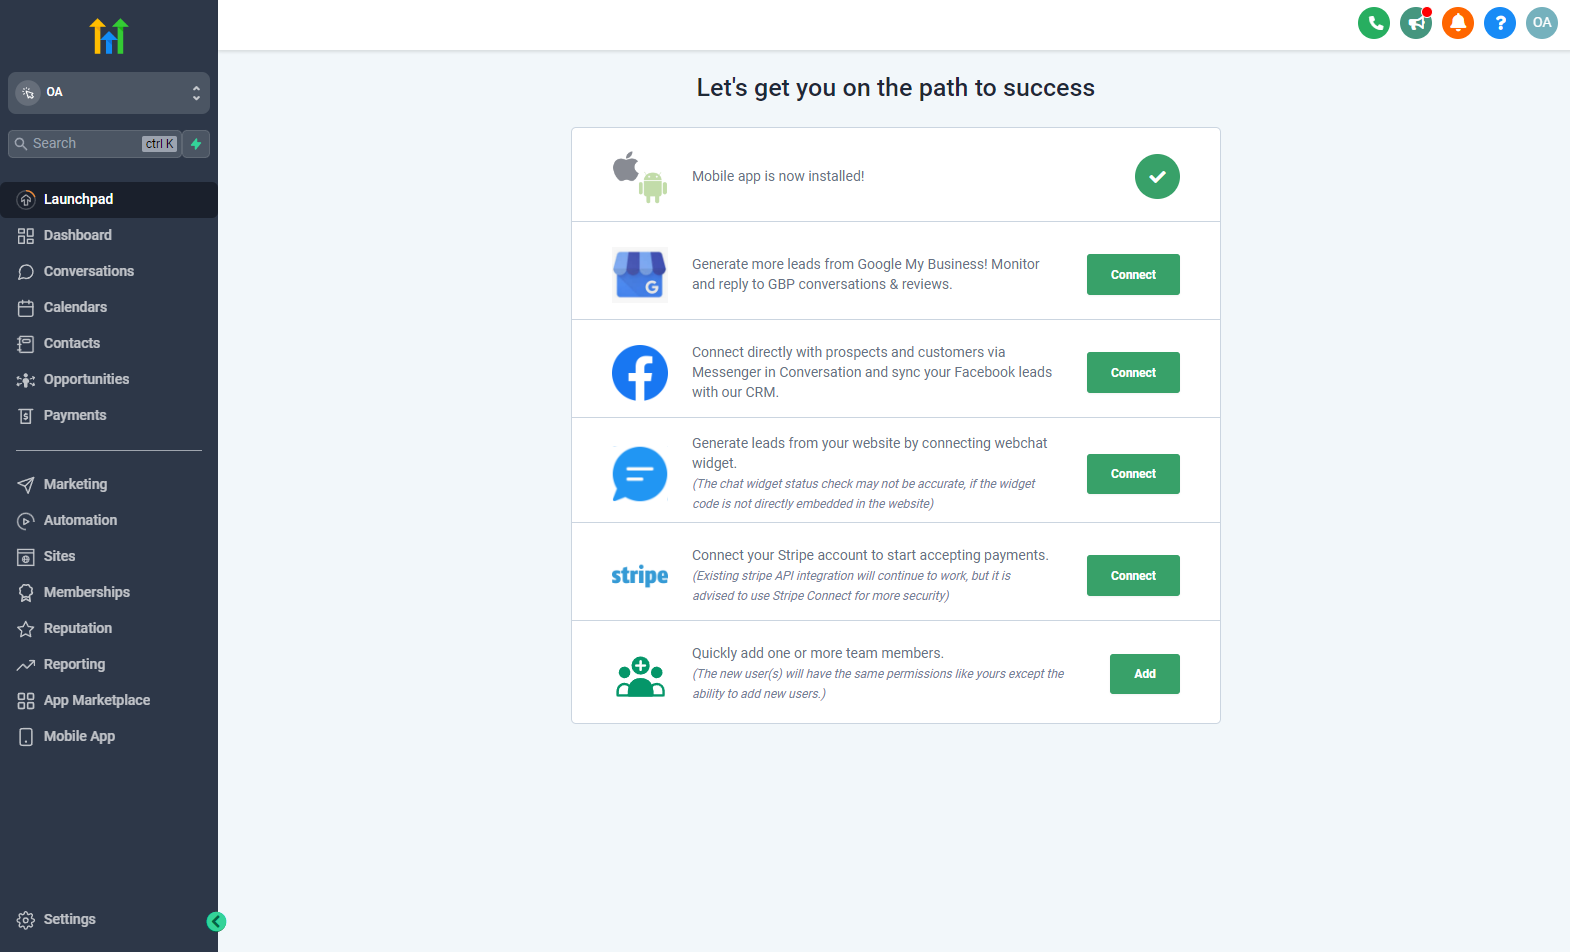 OA
OA
Search ctrl K
Launchpad
Dashboard
Conversations
Calendars
Contacts
Opportunities
Payments
Marketing
Automation
Sites
Memberships
Reputation
Reporting
App Marketplace
Mobile App
Settings
Let's get you on the path to success
Mobile app is now installed!
Generate more leads from Google My Business! Monitor
and reply to GBP conversations & reviews.
Connect
Connect directly with prospects and customers via
Messenger in Conversation and sync your Facebook leads
with our CRM.
Connect
Generate leads from your website by connecting webchat
widget.
(The chat widget status check may not be accurate, if the widget
code is not directly embedded in the website)
Connect
stripe
Connect your Stripe account to start accepting payments.
(Existing stripe API integration will continue to work, but it is
advised to use Stripe Connect for more security)
Connect
Quickly add one or more team members.
(The new user(s) will have the same permissions like yours except the
ability to add new users.)
Add